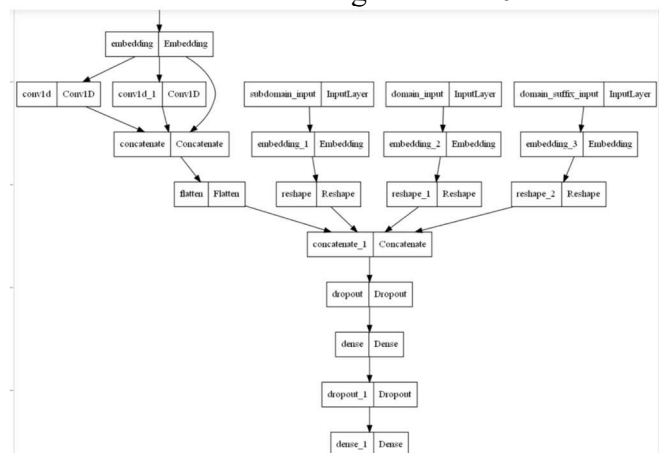 embedding Embedding
conv1d Conv1D conv1d_1 Conv1D subdomain_input InputLayer domain_input InputLayer domain_suffix_input InputLayer
concatenate Concatenate embedding_1 Embedding embedding_2 Embedding embedding_3 Embedding
flatten Flatten reshape Reshape reshape_1 Reshape reshape_2 Reshape
concatenate_1 Concatenate
dropout Dropout
dense Dense
dropout_1 Dropout
dense_1 Dense